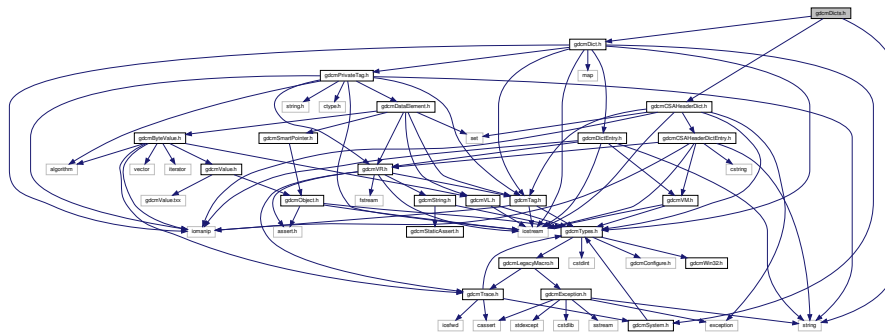 gdcmDicts.h
gdcmDict.h
gdcmPrivateTag.h
map
string.h
ctype.h
gdcmDataElement.h
gdcmCSAHeaderDict.h
gdcmByteValue.h
gdcmSmartPointer.h
set
gdcmDictEntry.h
gdcmCSAHeaderDictEntry.h
algorithm
vector
iterator
gdcmValue.h
gdcmVR.h
cstring
gdcmValue.txx
gdcmObject.h
fstream
gdcmString.h
gdcmVL.h
gdcmTag.h
gdcmVM.h
iomanip
assert.h
gdcmStaticAssert.h
iostream
gdcmTypes.h
gdcmLegacyMacro.h
cstdint
gdcmConfigure.h
gdcmWin32.h
gdcmTrace.h
gdcmException.h
iosfwd
cassert
stdexcept
cstdlib
sstream
gdcmSystem.h
exception
string